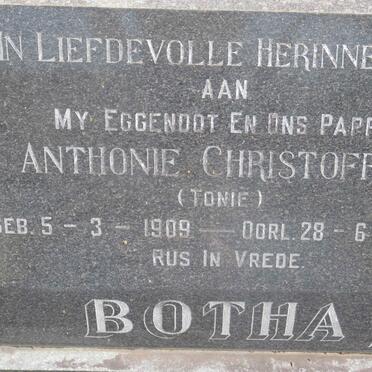 IN LIEFDEVOLLE HERINNE
AAN
MY EGGENOOT EN ONS PAPP
ANTHONIE CHRISTOFF
(TONIE)
GEB. 5 – 3 – 1909 — OORL. 28 – 6
RUS IN VREDE.
BOTHA